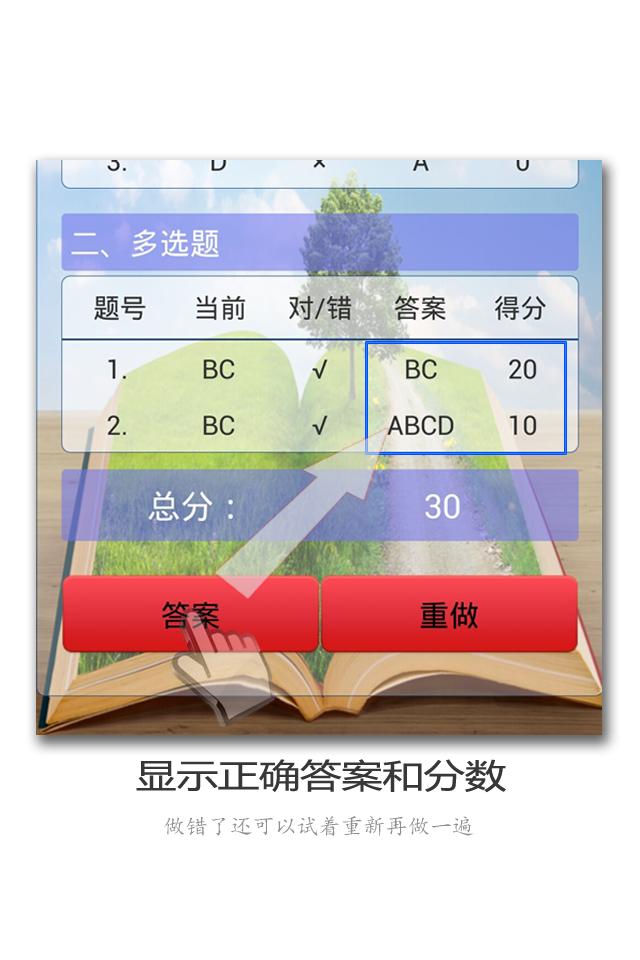 3. D × A 0
二、多选题
题号 当前 对/错 答案 得分
1. BC √ BC 20
2. BC √ ABCD 10
总分： 30
答案 重做
显示正确答案和分数
做错了还可以试着重新再做一遍